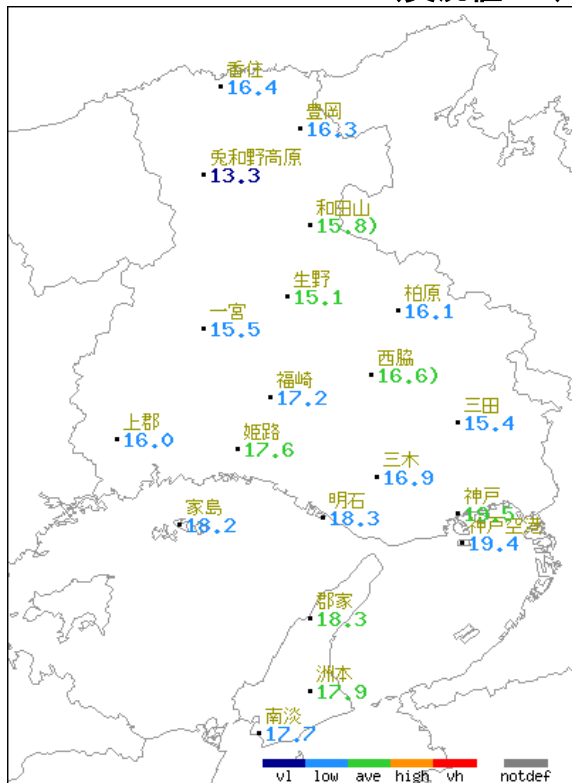 香住
16.4
豊岡
16.3
兎和野高原
13.3
和田山
15.8)
生野
15.1
柏原
16.1
一宮
15.5
西脇
16.6)
福崎
17.2
三田
15.4
上郡
16.0
姫路
17.6
三木
16.9
家島
18.2
明石
18.3
神戸
19.5
神戸空港
19.4
郡家
18.3
洲本
17.9
南淡
17.7
vl low ave high vh notdef